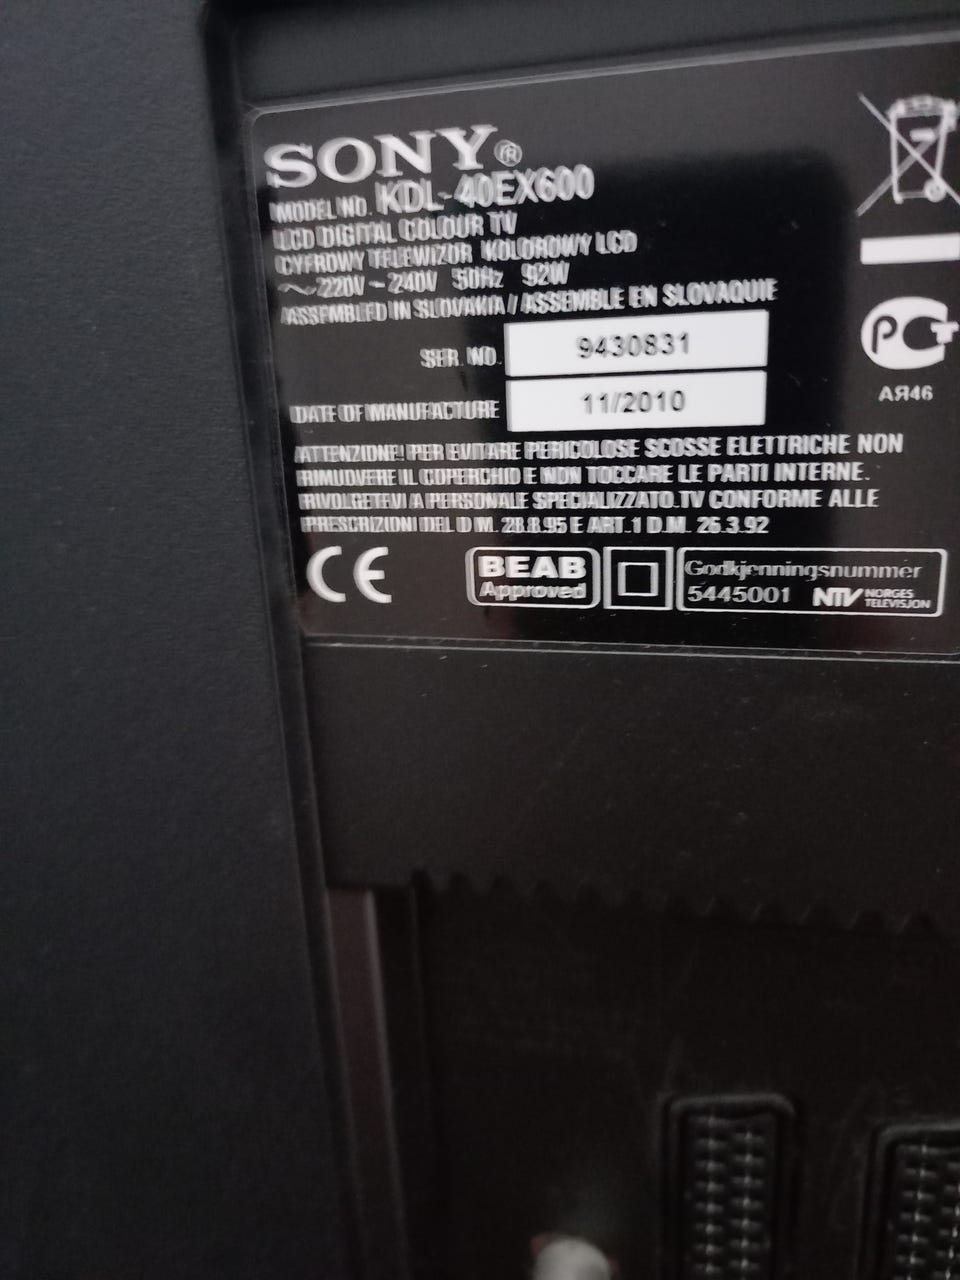 SONY®
MODEL NO. KDL-40EX600
LCD DIGITAL COLOUR TV
CYFROWY TELEWIZOR KOLOROWY LCD
~ 220V - 240V 50Hz 92W
ASSEMBLED IN SLOVAKIA / ASSEMBLE EN SLOVAQUIE
SER. NO. 9430831
DATE OF MANUFACTURE 11/2010
PCT
АЯ46
ATTENZIONE! PER EVITARE PERICOLOSE SCOSSE ELETTRICHE NON
RIMUOVERE IL COPERCHIO E NON TOCCARE LE PARTI INTERNE.
RIVOLGETEVI A PERSONALE SPECIALIZZATO.TV CONFORME ALLE
PRESCRIZIONI DEL D.M. 28.8.95 E ART.1 D.M. 26.3.92
CE
BEAB
Approved
Godkjenningsnummer
5445001 NTV NORGES
TELEVISJON